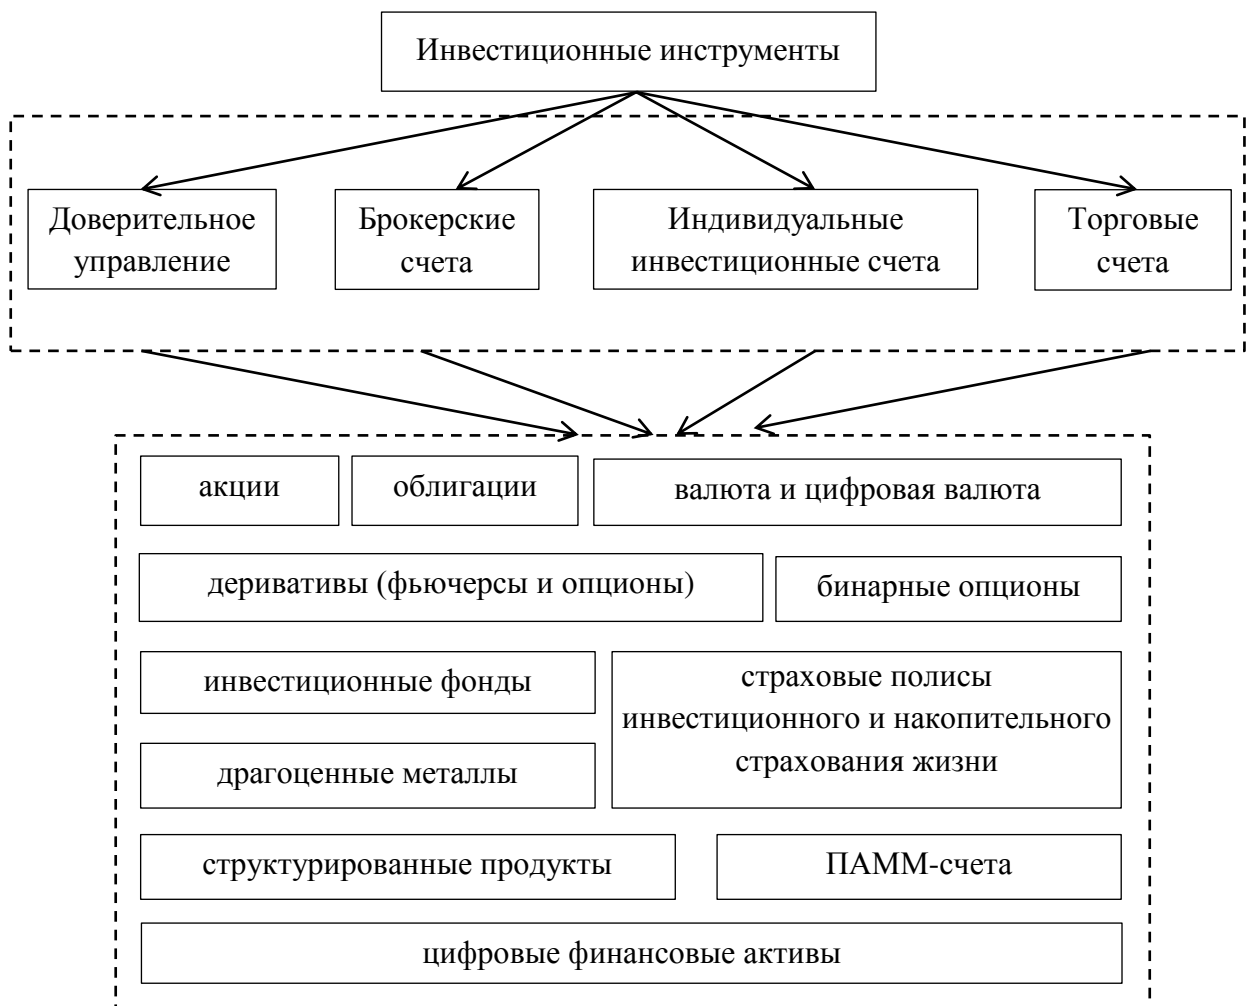 Инвестиционные инструменты
Доверительное
управление
Брокерские
счета
Индивидуальные
инвестиционные счета
Торговые
счета
акции
облигации
валюта и цифровая валюта
деривативы (фьючерсы и опционы)
бинарные опционы
инвестиционные фонды
страховые полисы
инвестиционного и накопительного
страхования жизни
драгоценные металлы
структурированные продукты
ПАММ-счета
цифровые финансовые активы